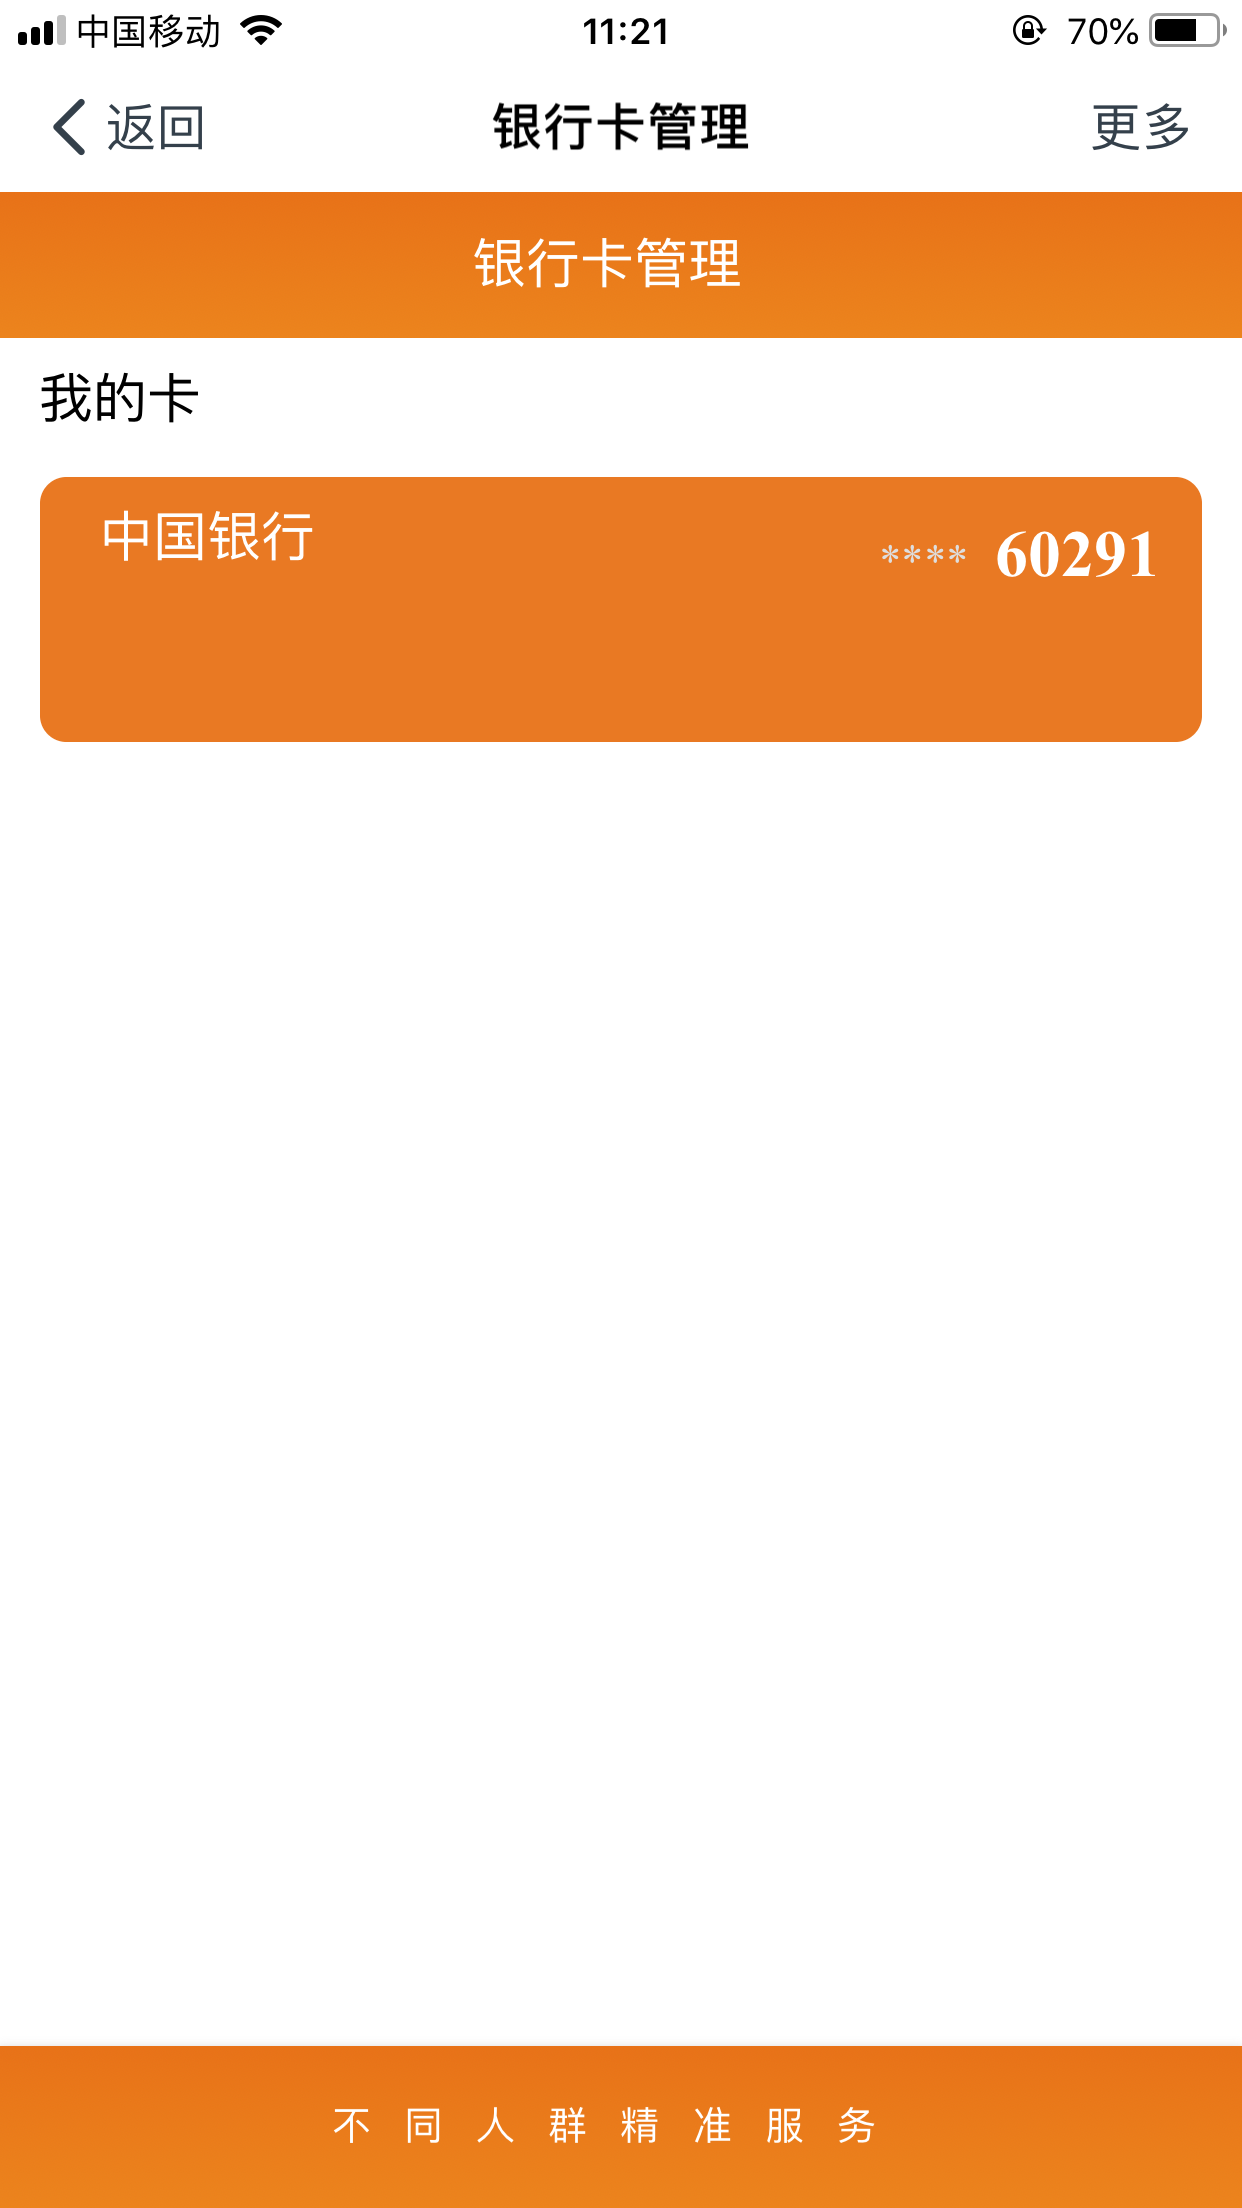 中国移动 11:21 70%
返回 银行卡管理 更多
银行卡管理
我的卡
中国银行 **** 60291
不同人群精准服务